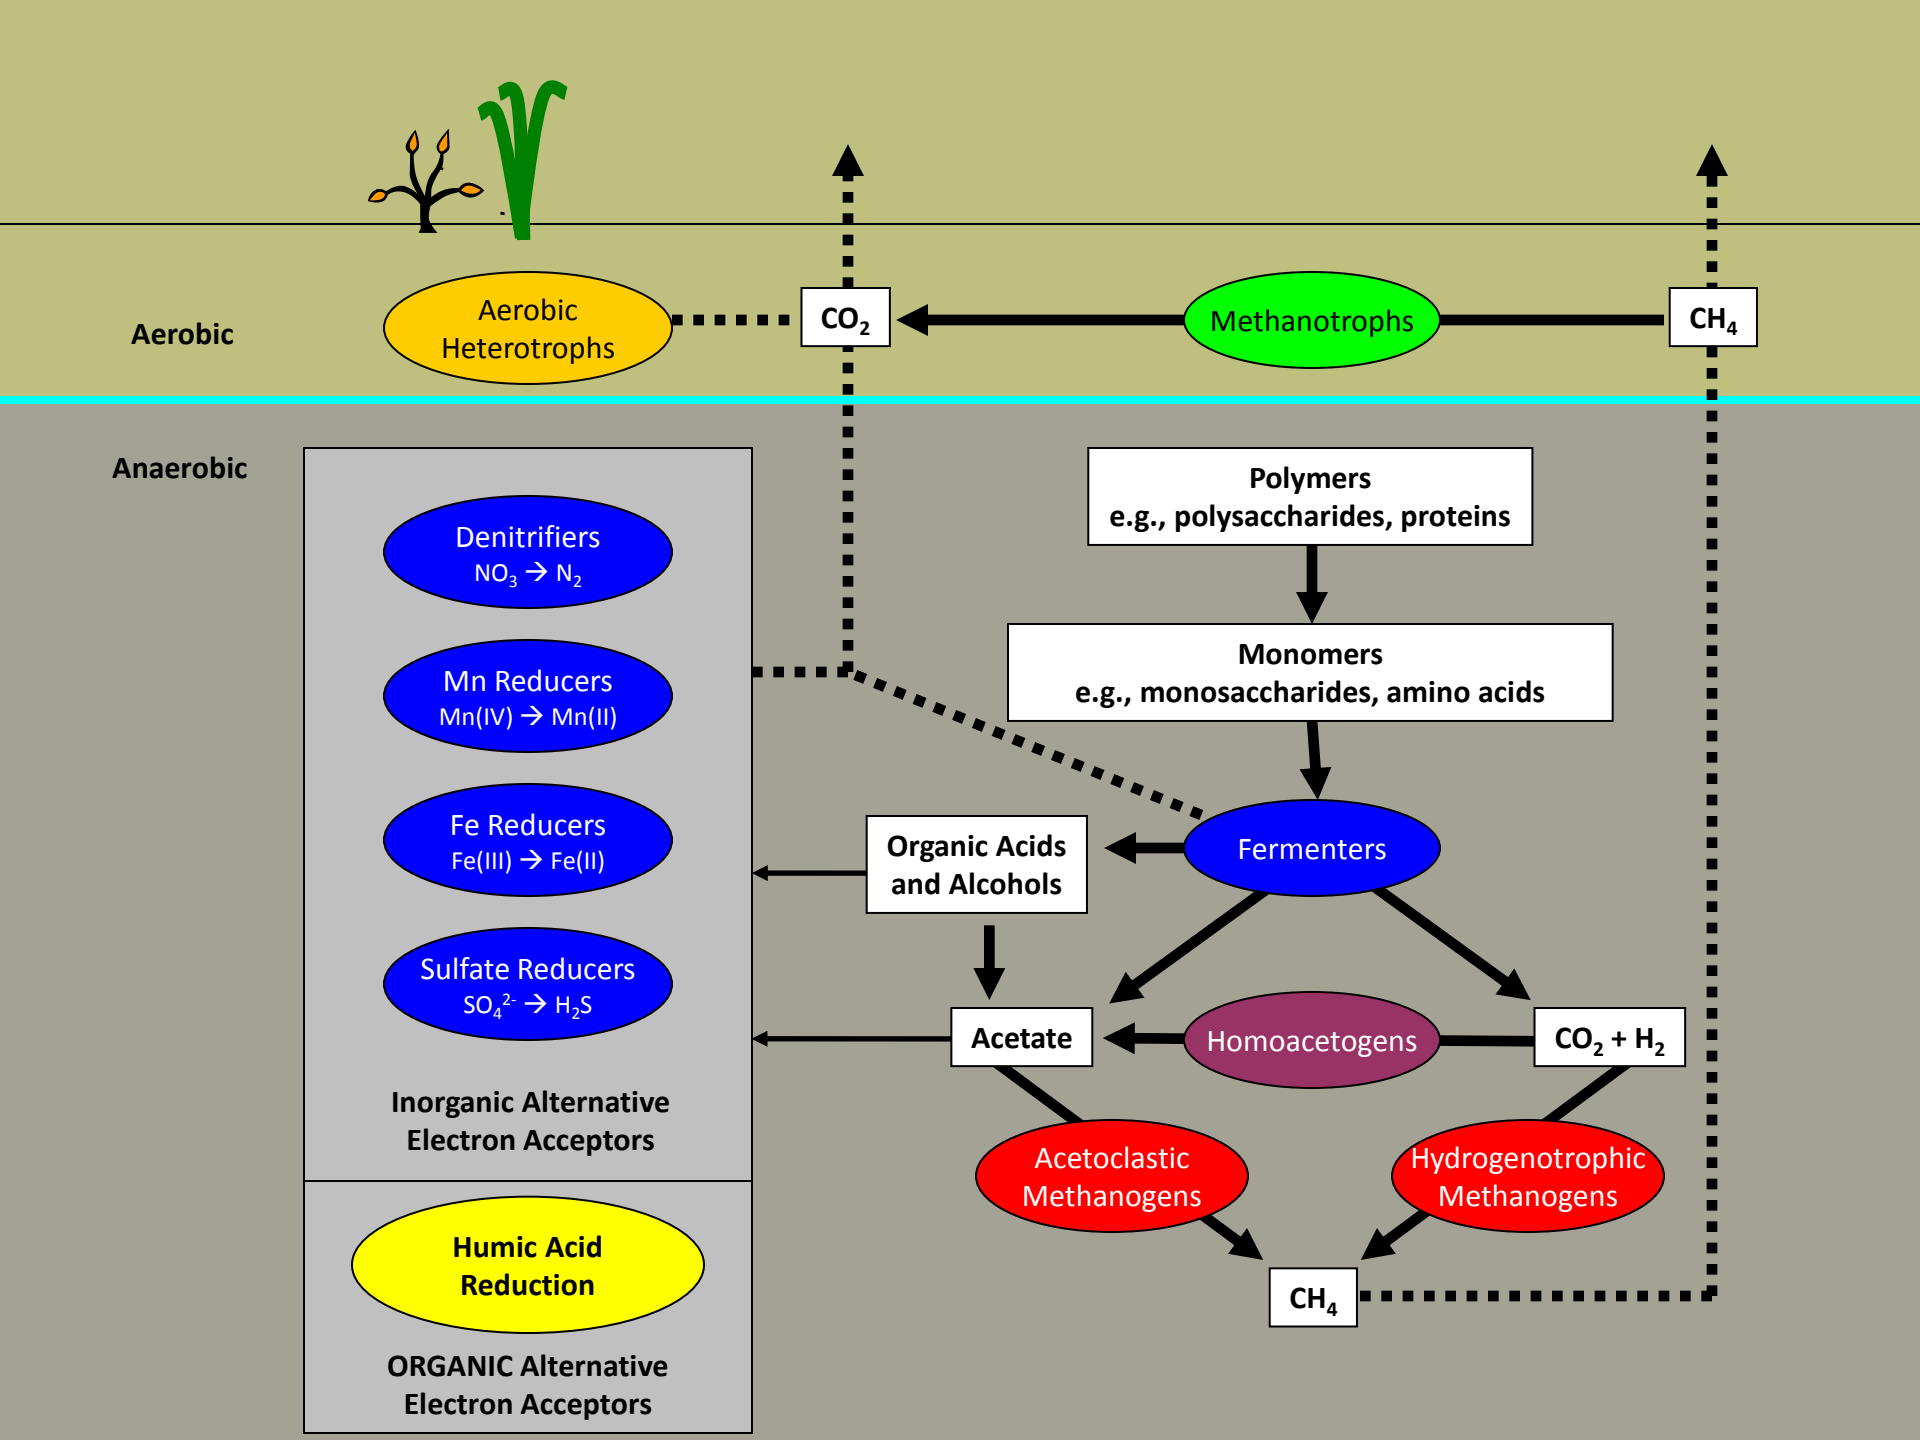 Aerobic
Aerobic
Heterotrophs
CO₂
Methanotrophs
CH₄
Anaerobic
Denitrifiers
NO₃ → N₂
Mn Reducers
Mn(IV) → Mn(II)
Fe Reducers
Fe(III) → Fe(II)
Sulfate Reducers
SO₄²⁻ → H₂S
Inorganic Alternative
Electron Acceptors
Humic Acid
Reduction
ORGANIC Alternative
Electron Acceptors
Polymers
e.g., polysaccharides, proteins
Monomers
e.g., monosaccharides, amino acids
Organic Acids
and Alcohols
Fermenters
Acetate
Homoacetogens
CO₂ + H₂
Acetoclastic
Methanogens
Hydrogenotrophic
Methanogens
CH₄